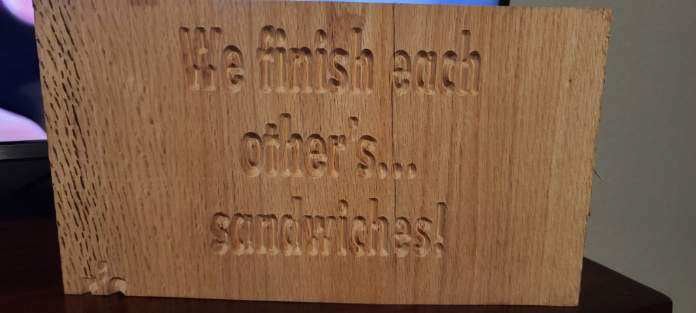 We finish each
other's...
sandwiches!